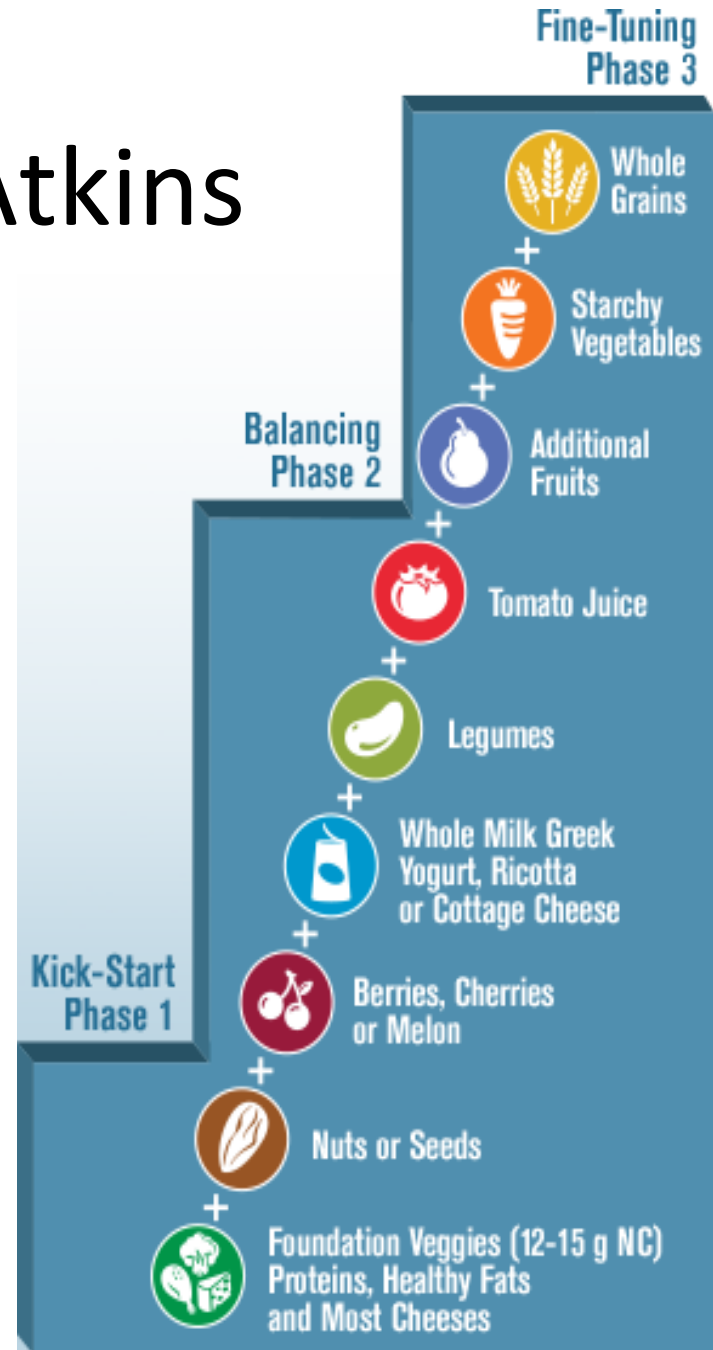 Fine-Tuning
Phase 3
Atkins
Whole
Grains
+
Starchy
Vegetables
+
Balancing
Phase 2
Additional
Fruits
+
Tomato Juice
+
Legumes
+
Whole Milk Greek
Yogurt, Ricotta
or Cottage Cheese
+
Kick-Start
Phase 1
Berries, Cherries
or Melon
+
Nuts or Seeds
+
Foundation Veggies (12-15 g NC)
Proteins, Healthy Fats
and Most Cheeses